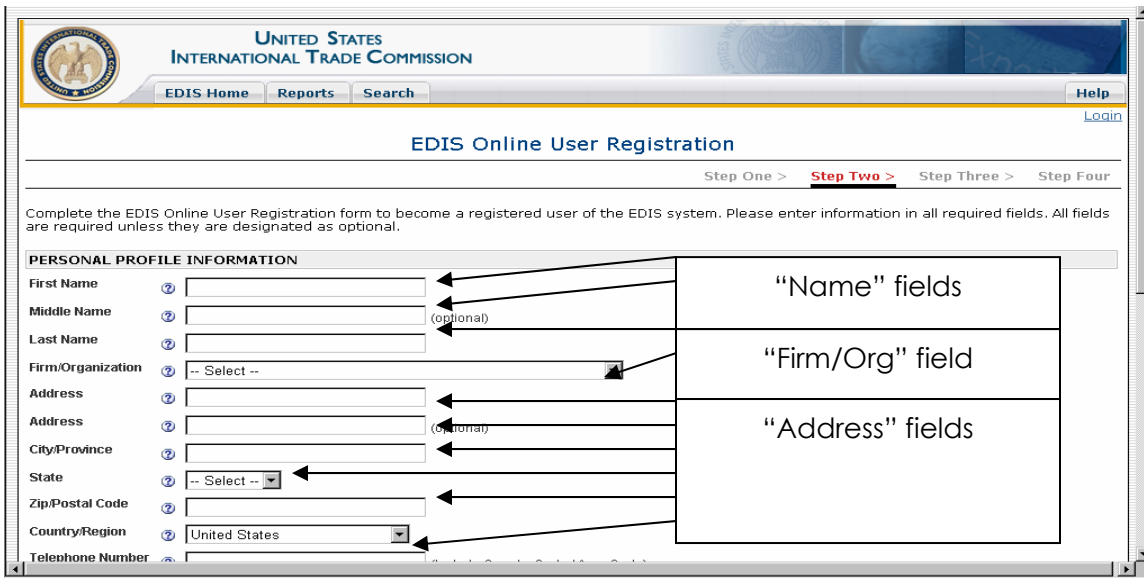 UNITED STATES
INTERNATIONAL TRADE COMMISSION
EDIS Home Reports Search Help
Login
EDIS Online User Registration
Step One > Step Two > Step Three > Step Four
Complete the EDIS Online User Registration form to become a registered user of the EDIS system. Please enter information in all required fields. All fields
are required unless they are designated as optional.
PERSONAL PROFILE INFORMATION
First Name
“Name” fields
Middle Name (optional)
Last Name
Firm/Organization -- Select --
“Firm/Org” field
Address
Address (optional)
“Address” fields
City/Province
State -- Select --
Zip/Postal Code
Country/Region United States
Telephone Number